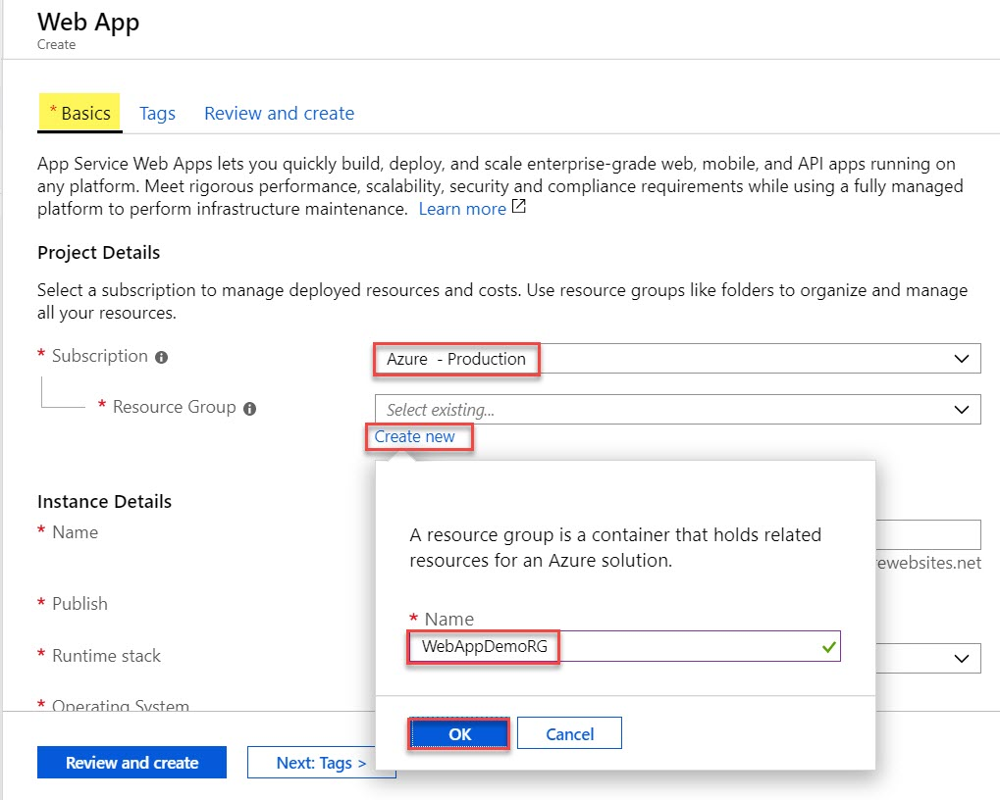 Web App
Create
* Basics Tags Review and create
App Service Web Apps lets you quickly build, deploy, and scale enterprise-grade web, mobile, and API apps running on
any platform. Meet rigorous performance, scalability, security and compliance requirements while using a fully managed
platform to perform infrastructure maintenance. Learn more
Project Details
Select a subscription to manage deployed resources and costs. Use resource groups like folders to organize and manage
all your resources.
* Subscription
Azure - Production
* Resource Group
Select existing...
Create new
Instance Details
* Name
ewebsites.net
* Publish
* Runtime stack
* Operating System
A resource group is a container that holds related
resources for an Azure solution.
* Name
WebAppDemoRG
OK Cancel
Review and create Next: Tags >